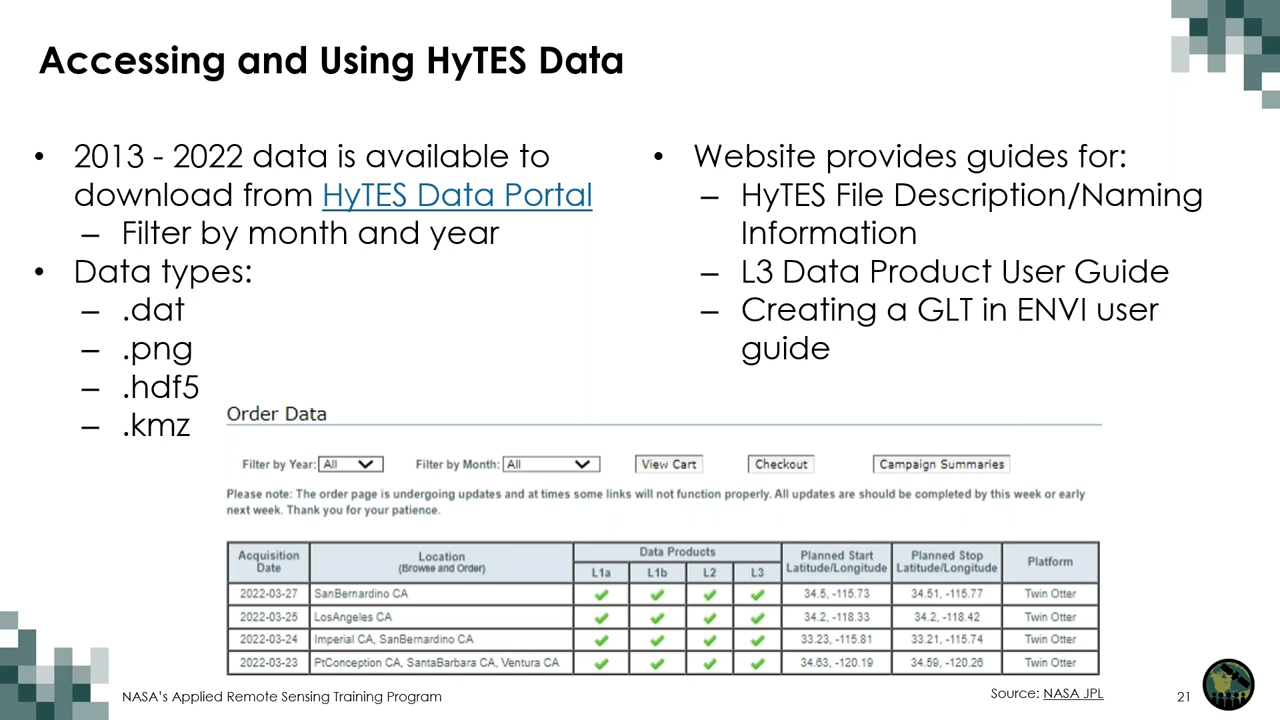 Accessing and Using HyTES Data
• 2013 - 2022 data is available to
download from HyTES Data Portal
– Filter by month and year
• Data types:
– .dat
– .png
– .hdf5
– .kmz
• Website provides guides for:
– HyTES File Description/Naming
Information
– L3 Data Product User Guide
– Creating a GLT in ENVI user
guide
Order Data
Filter by Year: All Filter by Month: All View Cart Checkout Campaign Summaries
Please note: The order page is undergoing updates and at times some links will not function properly. All updates are should be completed by this week or early
next week. Thank you for your patience.
Acquisition Date Location (Browse and Order) Data Products Planned Start Latitude/Longitude Planned Stop Latitude/Longitude Platform
L1a L1b L2 L3
2022-03-27 SanBernardino CA ✔ ✔ ✔ ✔ 34.5, -115.73 34.51, -115.77 Twin Otter
2022-03-25 LosAngeles CA ✔ ✔ ✔ ✔ 34.2, -118.33 34.2, -118.42 Twin Otter
2022-03-24 Imperial CA, SanBernardino CA ✔ ✔ ✔ ✔ 33.23, -115.81 33.21, -115.74 Twin Otter
2022-03-23 PtConception CA, SantaBarbara CA, Ventura CA ✔ ✔ ✔ ✔ 34.63, -120.19 34.59, -120.26 Twin Otter
NASA's Applied Remote Sensing Training Program
Source: NASA JPL
21